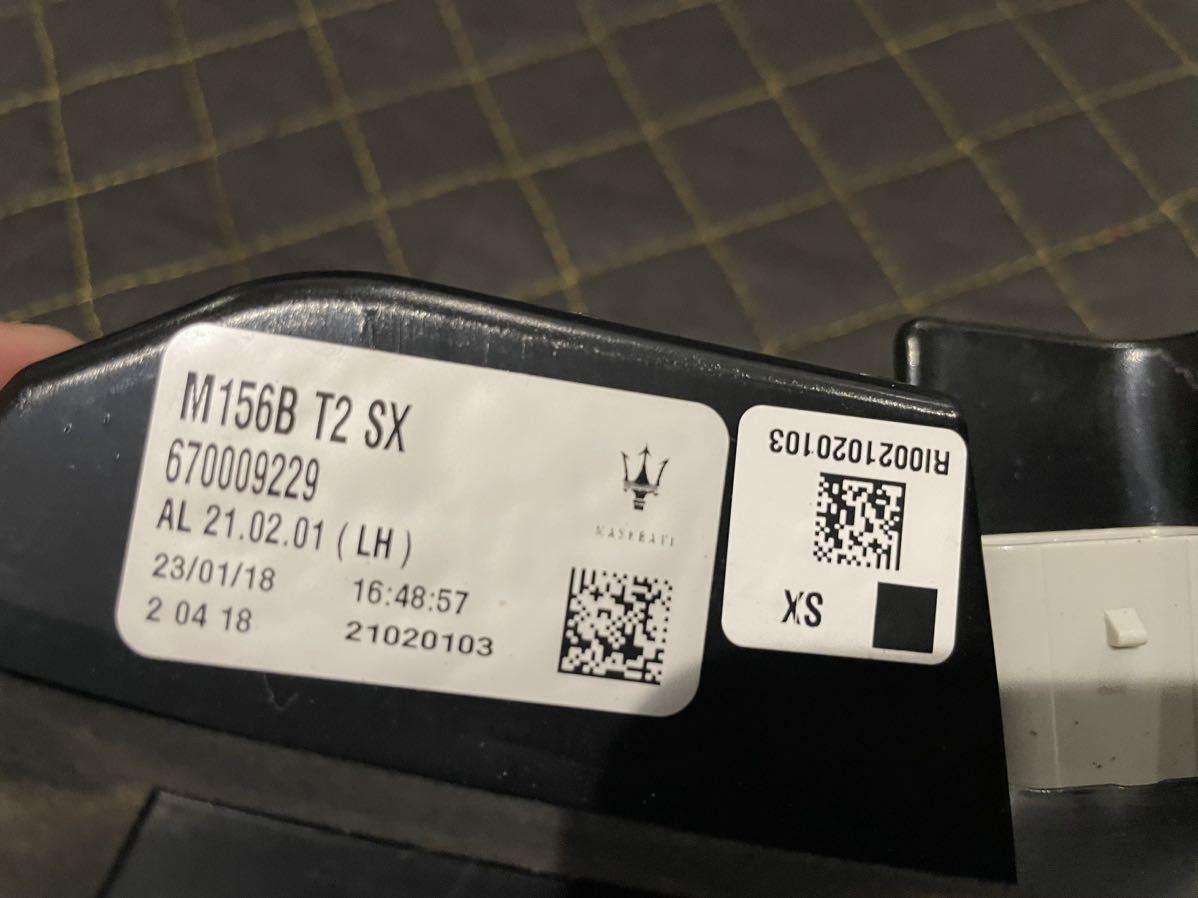 M156B T2 SX
670009229
AL 21.02.01 ( LH )
23/01/18 16:48:57
2 04 18 21020103
MASERATI
RI0021020103
SX